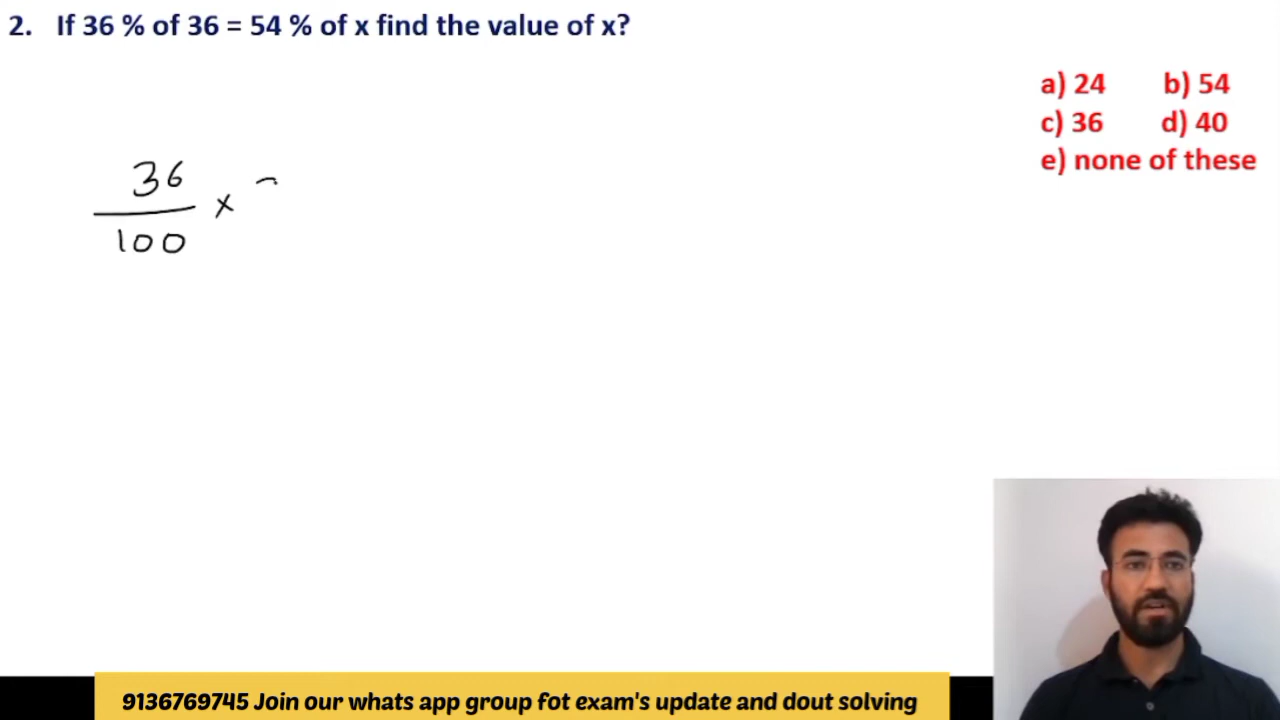 2. If 36 % of 36 = 54 % of x find the value of x?
a) 24 b) 54
c) 36 d) 40
e) none of these
36
× 
100
9136769745 Join our whats app group fot exam's update and dout solving